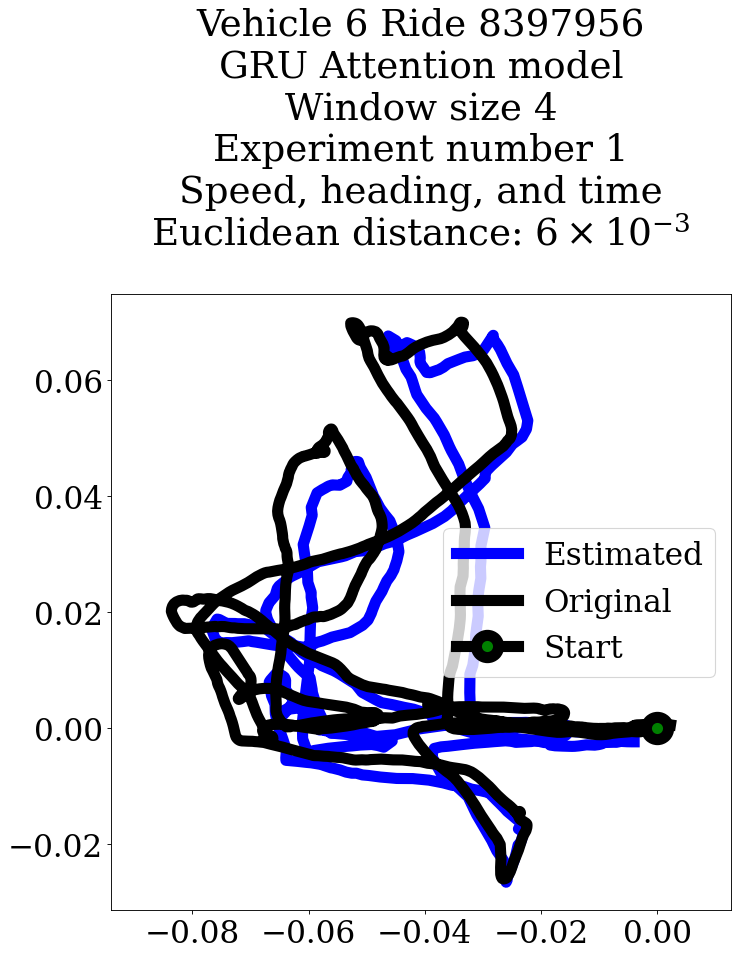 Vehicle 6 Ride 8397956
GRU Attention model
Window size 4
Experiment number 1
Speed, heading, and time
Euclidean distance: 6 × 10⁻³
0.06
0.04
0.02
0.00
−0.02
Estimated
Original
Start
−0.08 −0.06 −0.04 −0.02 0.00